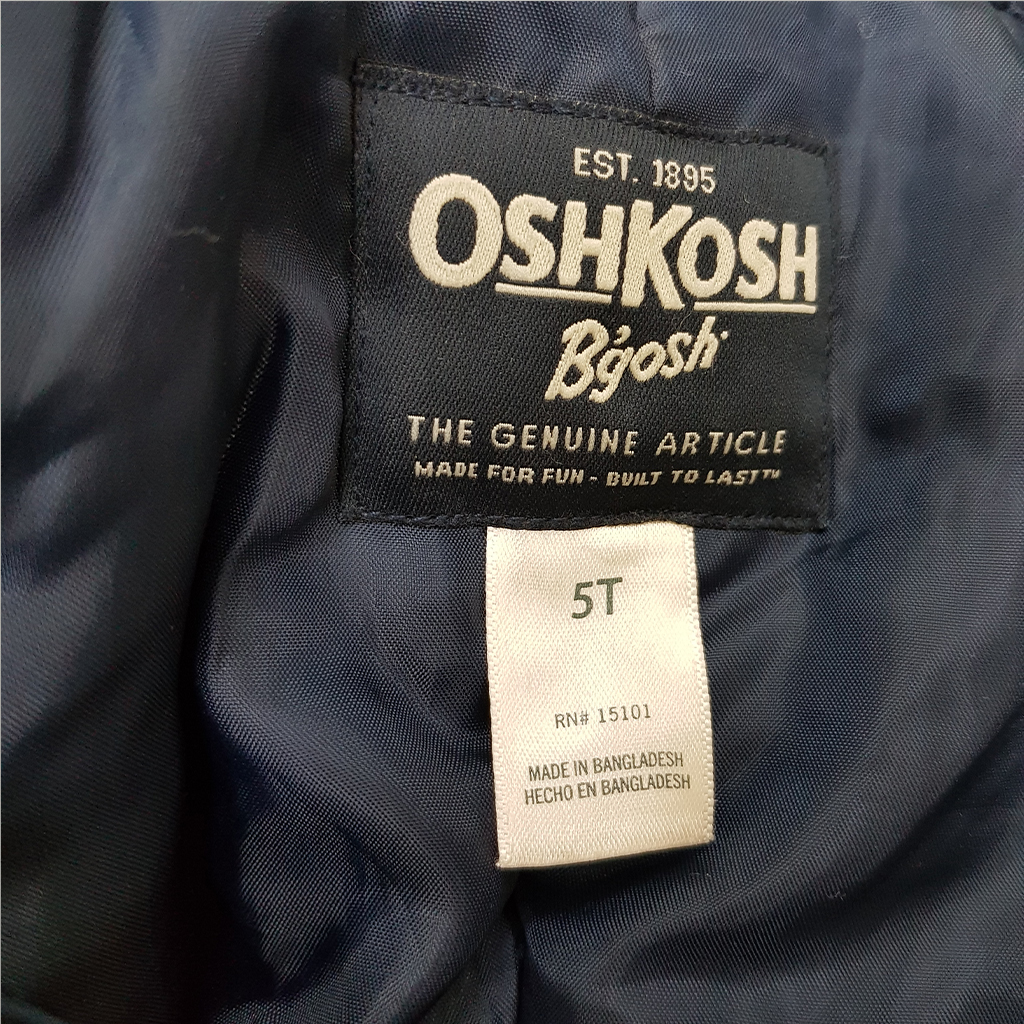 EST. 1895
OSHKOSH
B'gosh
THE GENUINE ARTICLE
MADE FOR FUN - BUILT TO LAST™
5T
RN# 15101
MADE IN BANGLADESH
HECHO EN BANGLADESH